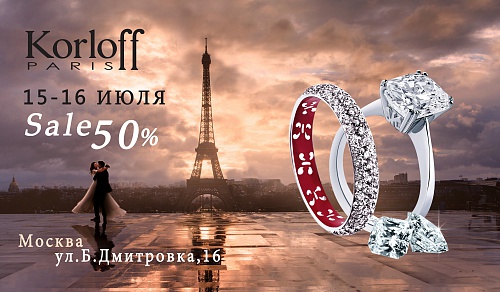 Korloff
PARIS
15-16 ИЮЛЯ
Sale 50%
Москва
ул.Б.Дмитровка,16